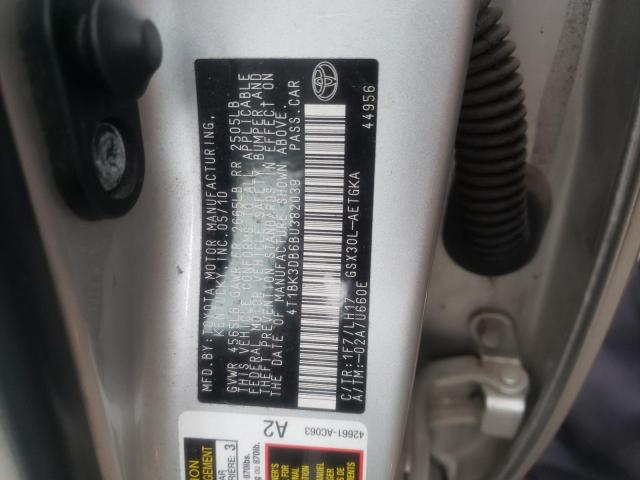 MFD. BY: TOYOTA MOTOR MANUFACTURING,
KENTUCKY, INC. 05/10
GVWR 4565LB GAWR FR 2665LB RR 2505LB
THIS VEHICLE CONFORMS TO ALL APPLICABLE
FEDERAL MOTOR VEHICLE SAFETY, BUMPER, AND
THEFT PREVENTION STANDARDS IN EFFECT ON
THE DATE OF MANUFACTURE SHOWN ABOVE.
4T1BK3DB6BU382039 PASS. CAR
C/TR: 1F7/LH17 GSX30L-AETGKA
A/TM: -02A/U660E 44956
42661-AC063
A2